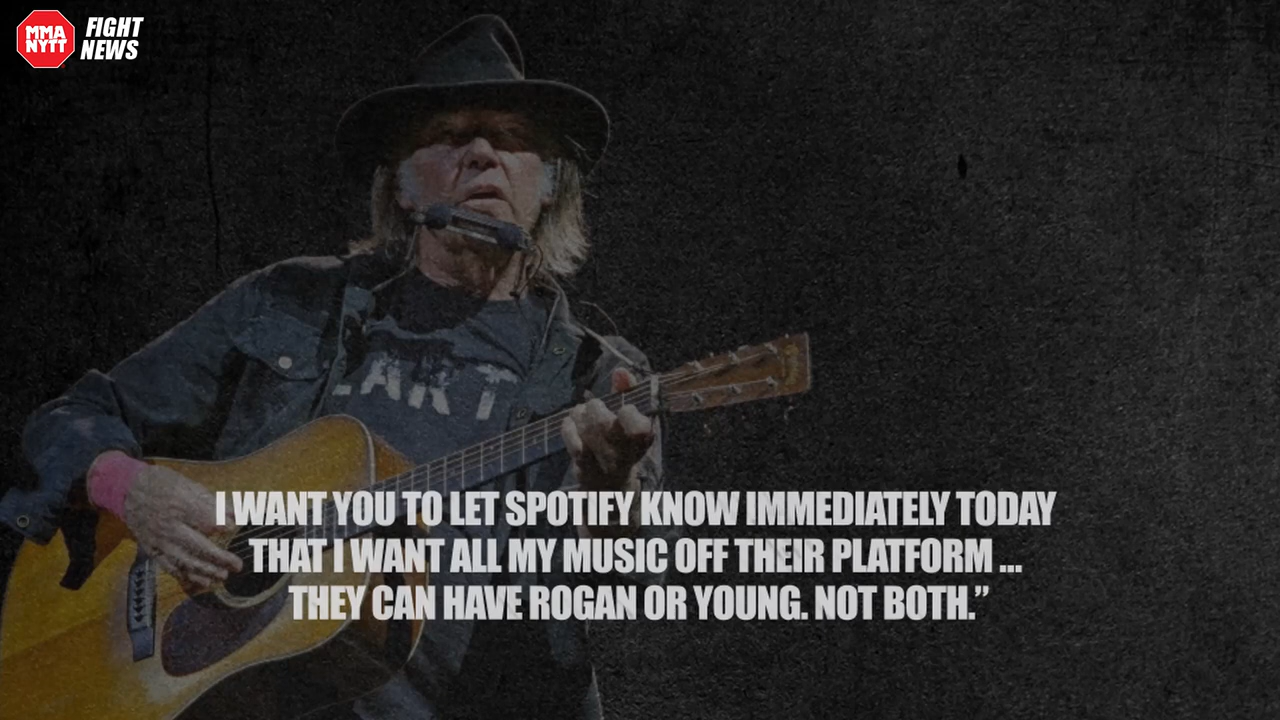 MMA
NYTT
FIGHT
NEWS
EART
I WANT YOU TO LET SPOTIFY KNOW IMMEDIATELY TODAY
THAT I WANT ALL MY MUSIC OFF THEIR PLATFORM ...
THEY CAN HAVE ROGAN OR YOUNG. NOT BOTH.”